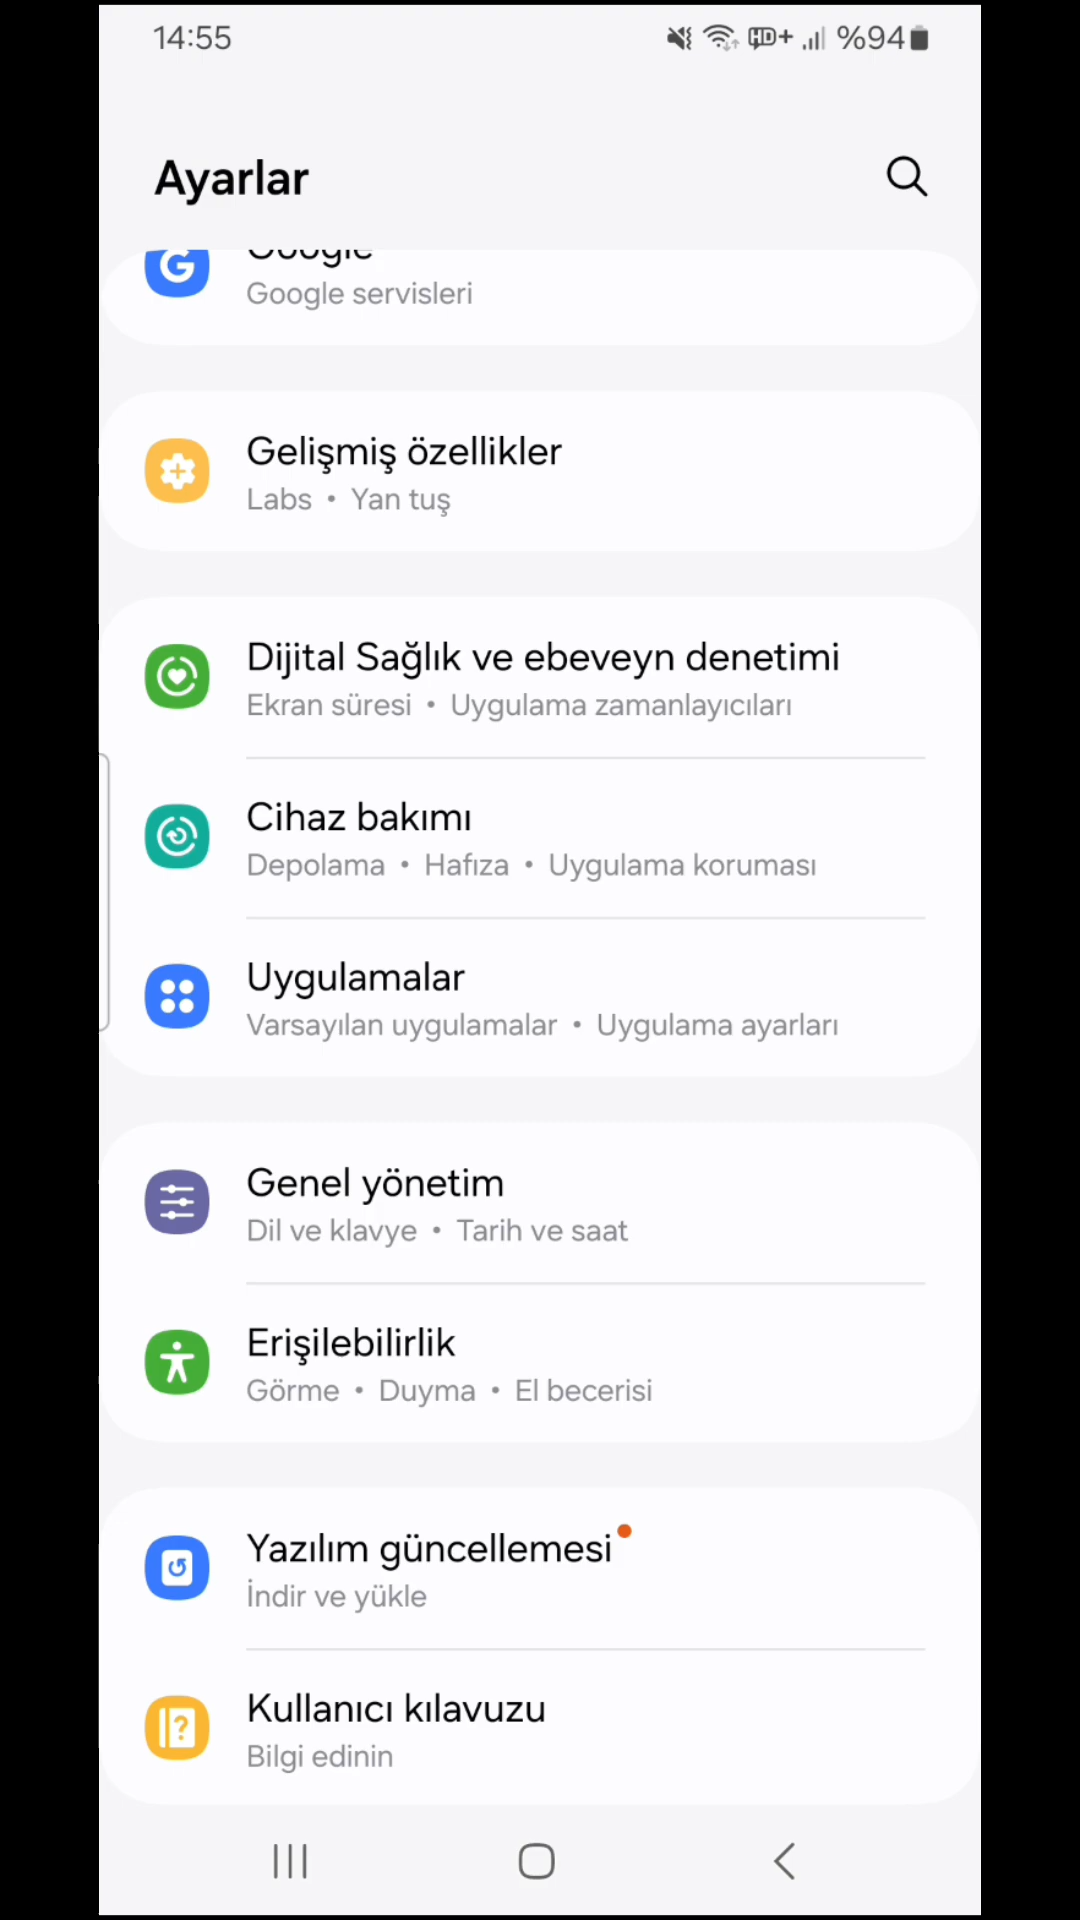 14:55
HD+ %94
Ayarlar
Google
Google servisleri
Gelişmiş özellikler
Labs • Yan tuş
Dijital Sağlık ve ebeveyn denetimi
Ekran süresi • Uygulama zamanlayıcıları
Cihaz bakımı
Depolama • Hafıza • Uygulama koruması
Uygulamalar
Varsayılan uygulamalar • Uygulama ayarları
Genel yönetim
Dil ve klavye • Tarih ve saat
Erişilebilirlik
Görme • Duyma • El becerisi
Yazılım güncellemesi
İndir ve yükle
Kullanıcı kılavuzu
Bilgi edinin